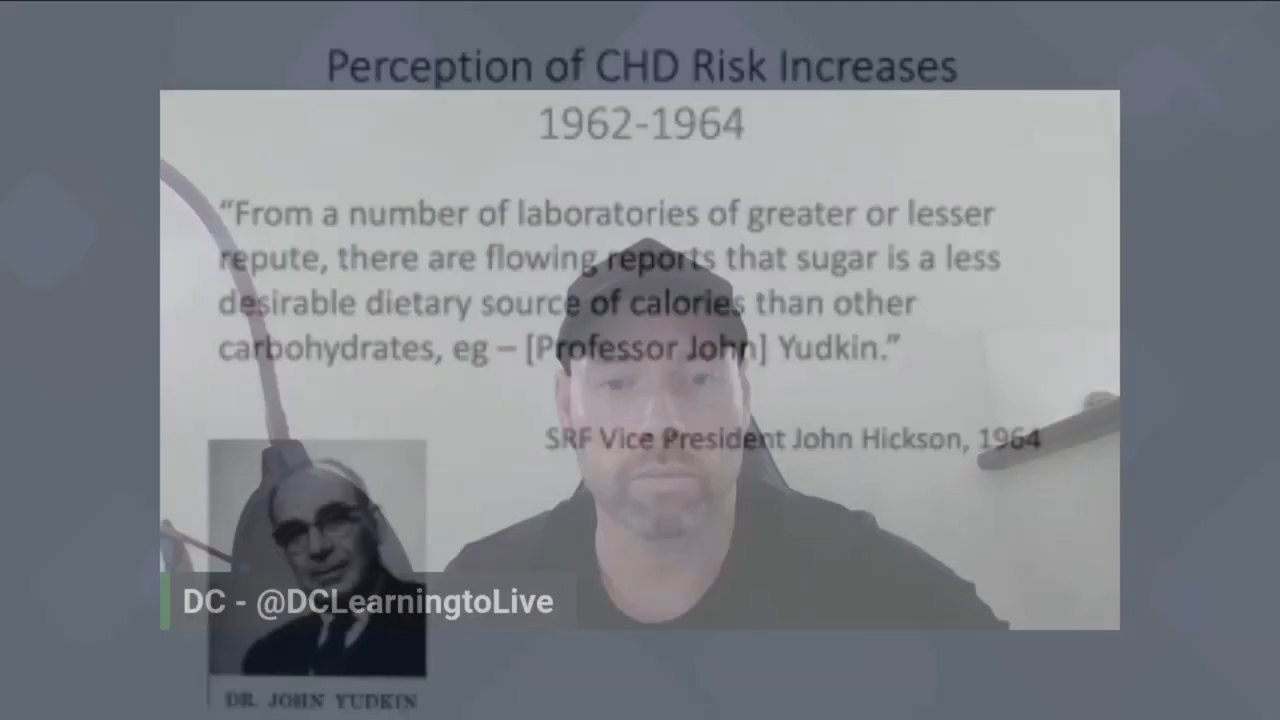 Perception of CHD Risk Increases
1962-1964
“From a number of laboratories of greater or lesser
repute, there are flowing reports that sugar is a less
desirable dietary source of calories than other
carbohydrates, eg – [Professor John] Yudkin.”
SRF Vice President John Hickson, 1964
DC - @DCLearningtoLive
DR. JOHN YUDKIN